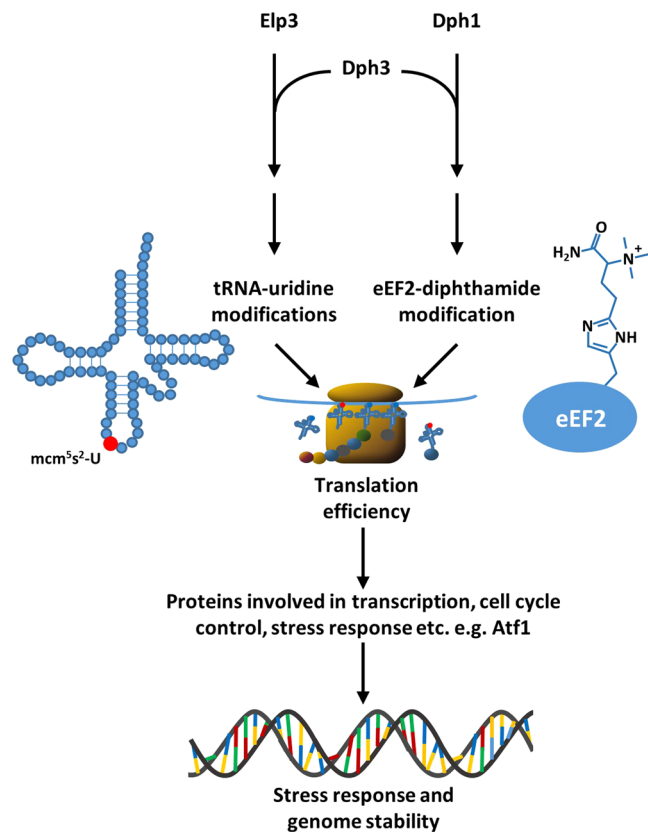 Elp3
Dph1
Dph3
tRNA-uridine
modifications
eEF2-diphthamide
modification
O
H₂N
N
+
N
NH
eEF2
mcm⁵s²-U
Translation
efficiency
Proteins involved in transcription, cell cycle
control, stress response etc. e.g. Atf1
Stress response and
genome stability